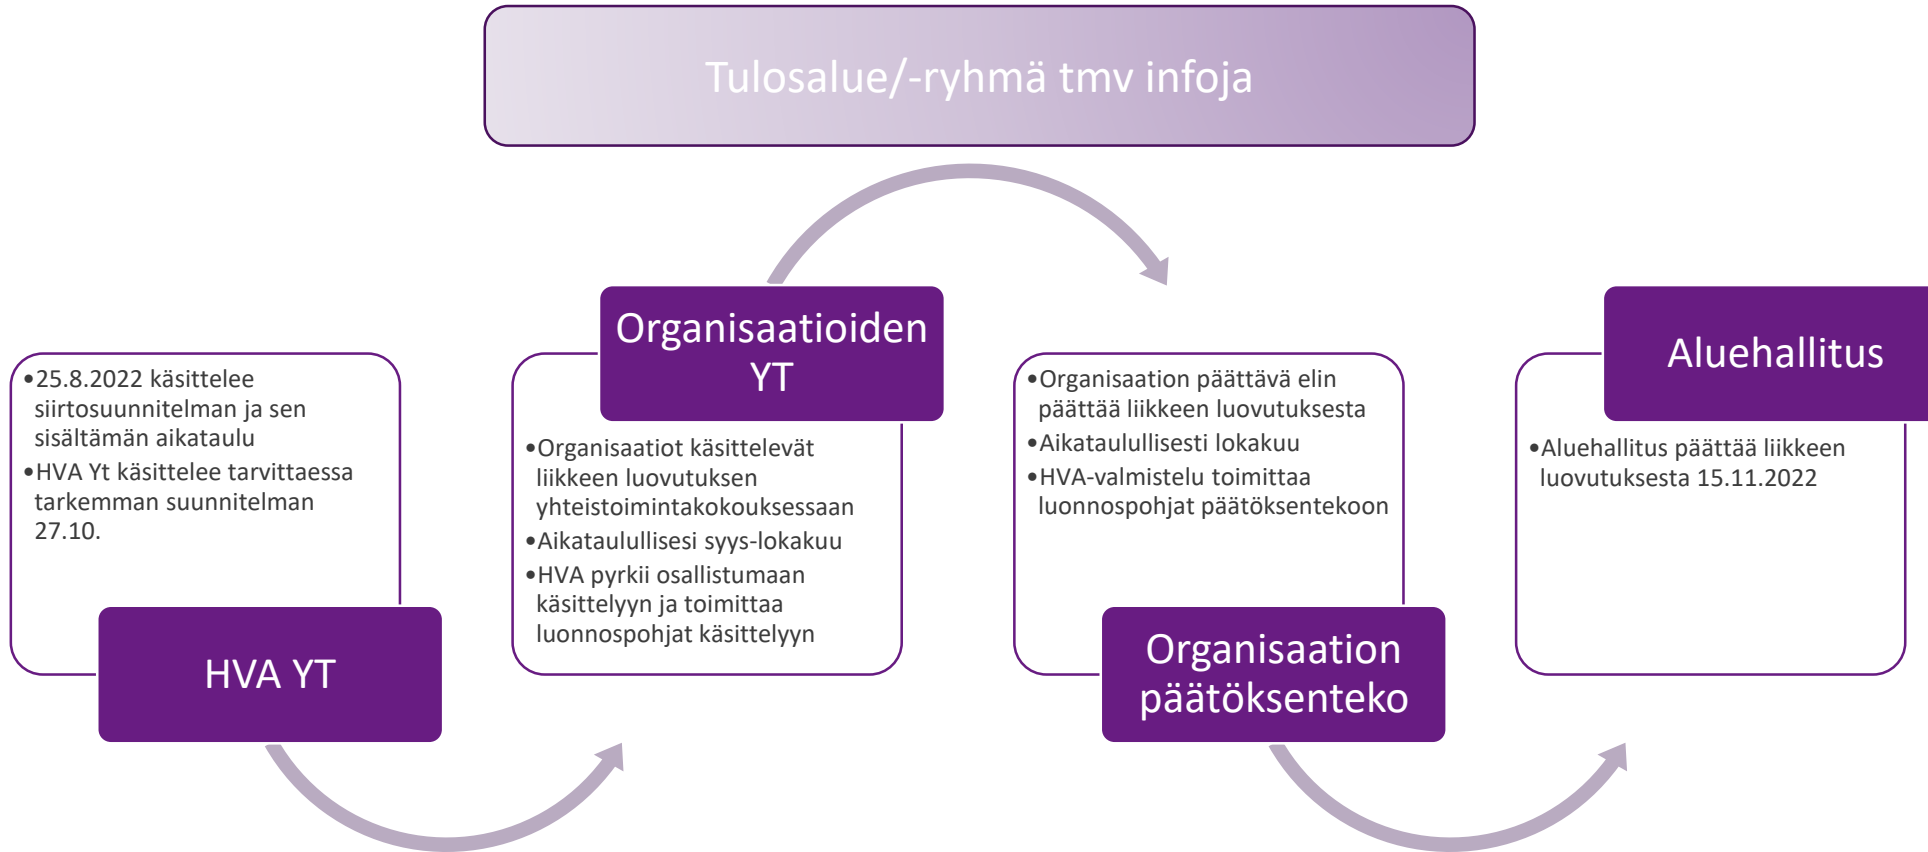 Tulosalue/-ryhmä tmv infoja
•25.8.2022 käsittelee
siirtosuunnitelman ja sen
sisältämän aikataulu
•HVA Yt käsittelee tarvittaessa
tarkemman suunnitelman
27.10.
HVA YT
Organisaatioiden
YT
•Organisaatiot käsittelevät
liikkeen luovutuksen
yhteistoimintakokouksessaan
•Aikataulullisesi syys-lokakuu
•HVA pyrkii osallistumaan
käsittelyyn ja toimittaa
luonnospohjat käsittelyyn
•Organisaation päättävä elin
päättää liikkeen luovutuksesta
•Aikataulullisesti lokakuu
•HVA-valmistelu toimittaa
luonnospohjat päätöksentekoon
Organisaation
päätöksenteko
Aluehallitus
•Aluehallitus päättää liikkeen
luovutuksesta 15.11.2022